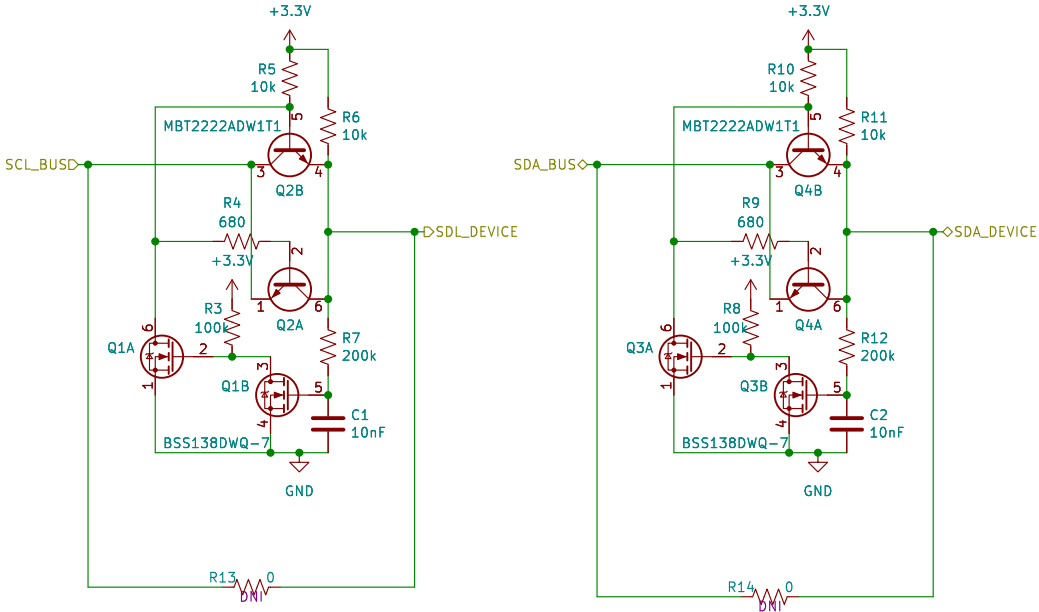 +3.3V
R5
10k
5
R6
10k
MBT2222ADW1T1
SCL_BUS
3
4
Q2B
R4
680
2
SDL_DEVICE
+3.3V
1
6
Q2A
R3
100k
6
Q1A
2
1
R7
200k
3
Q1B
5
4
C1
10nF
BSS138DWQ-7
GND
R13
0
DNI
+3.3V
R10
10k
5
R11
10k
MBT2222ADW1T1
SDA_BUS
3
4
Q4B
R9
680
2
SDA_DEVICE
+3.3V
1
6
Q4A
R8
100k
6
Q3A
2
1
R12
200k
3
Q3B
5
4
C2
10nF
BSS138DWQ-7
GND
R14
0
DNI